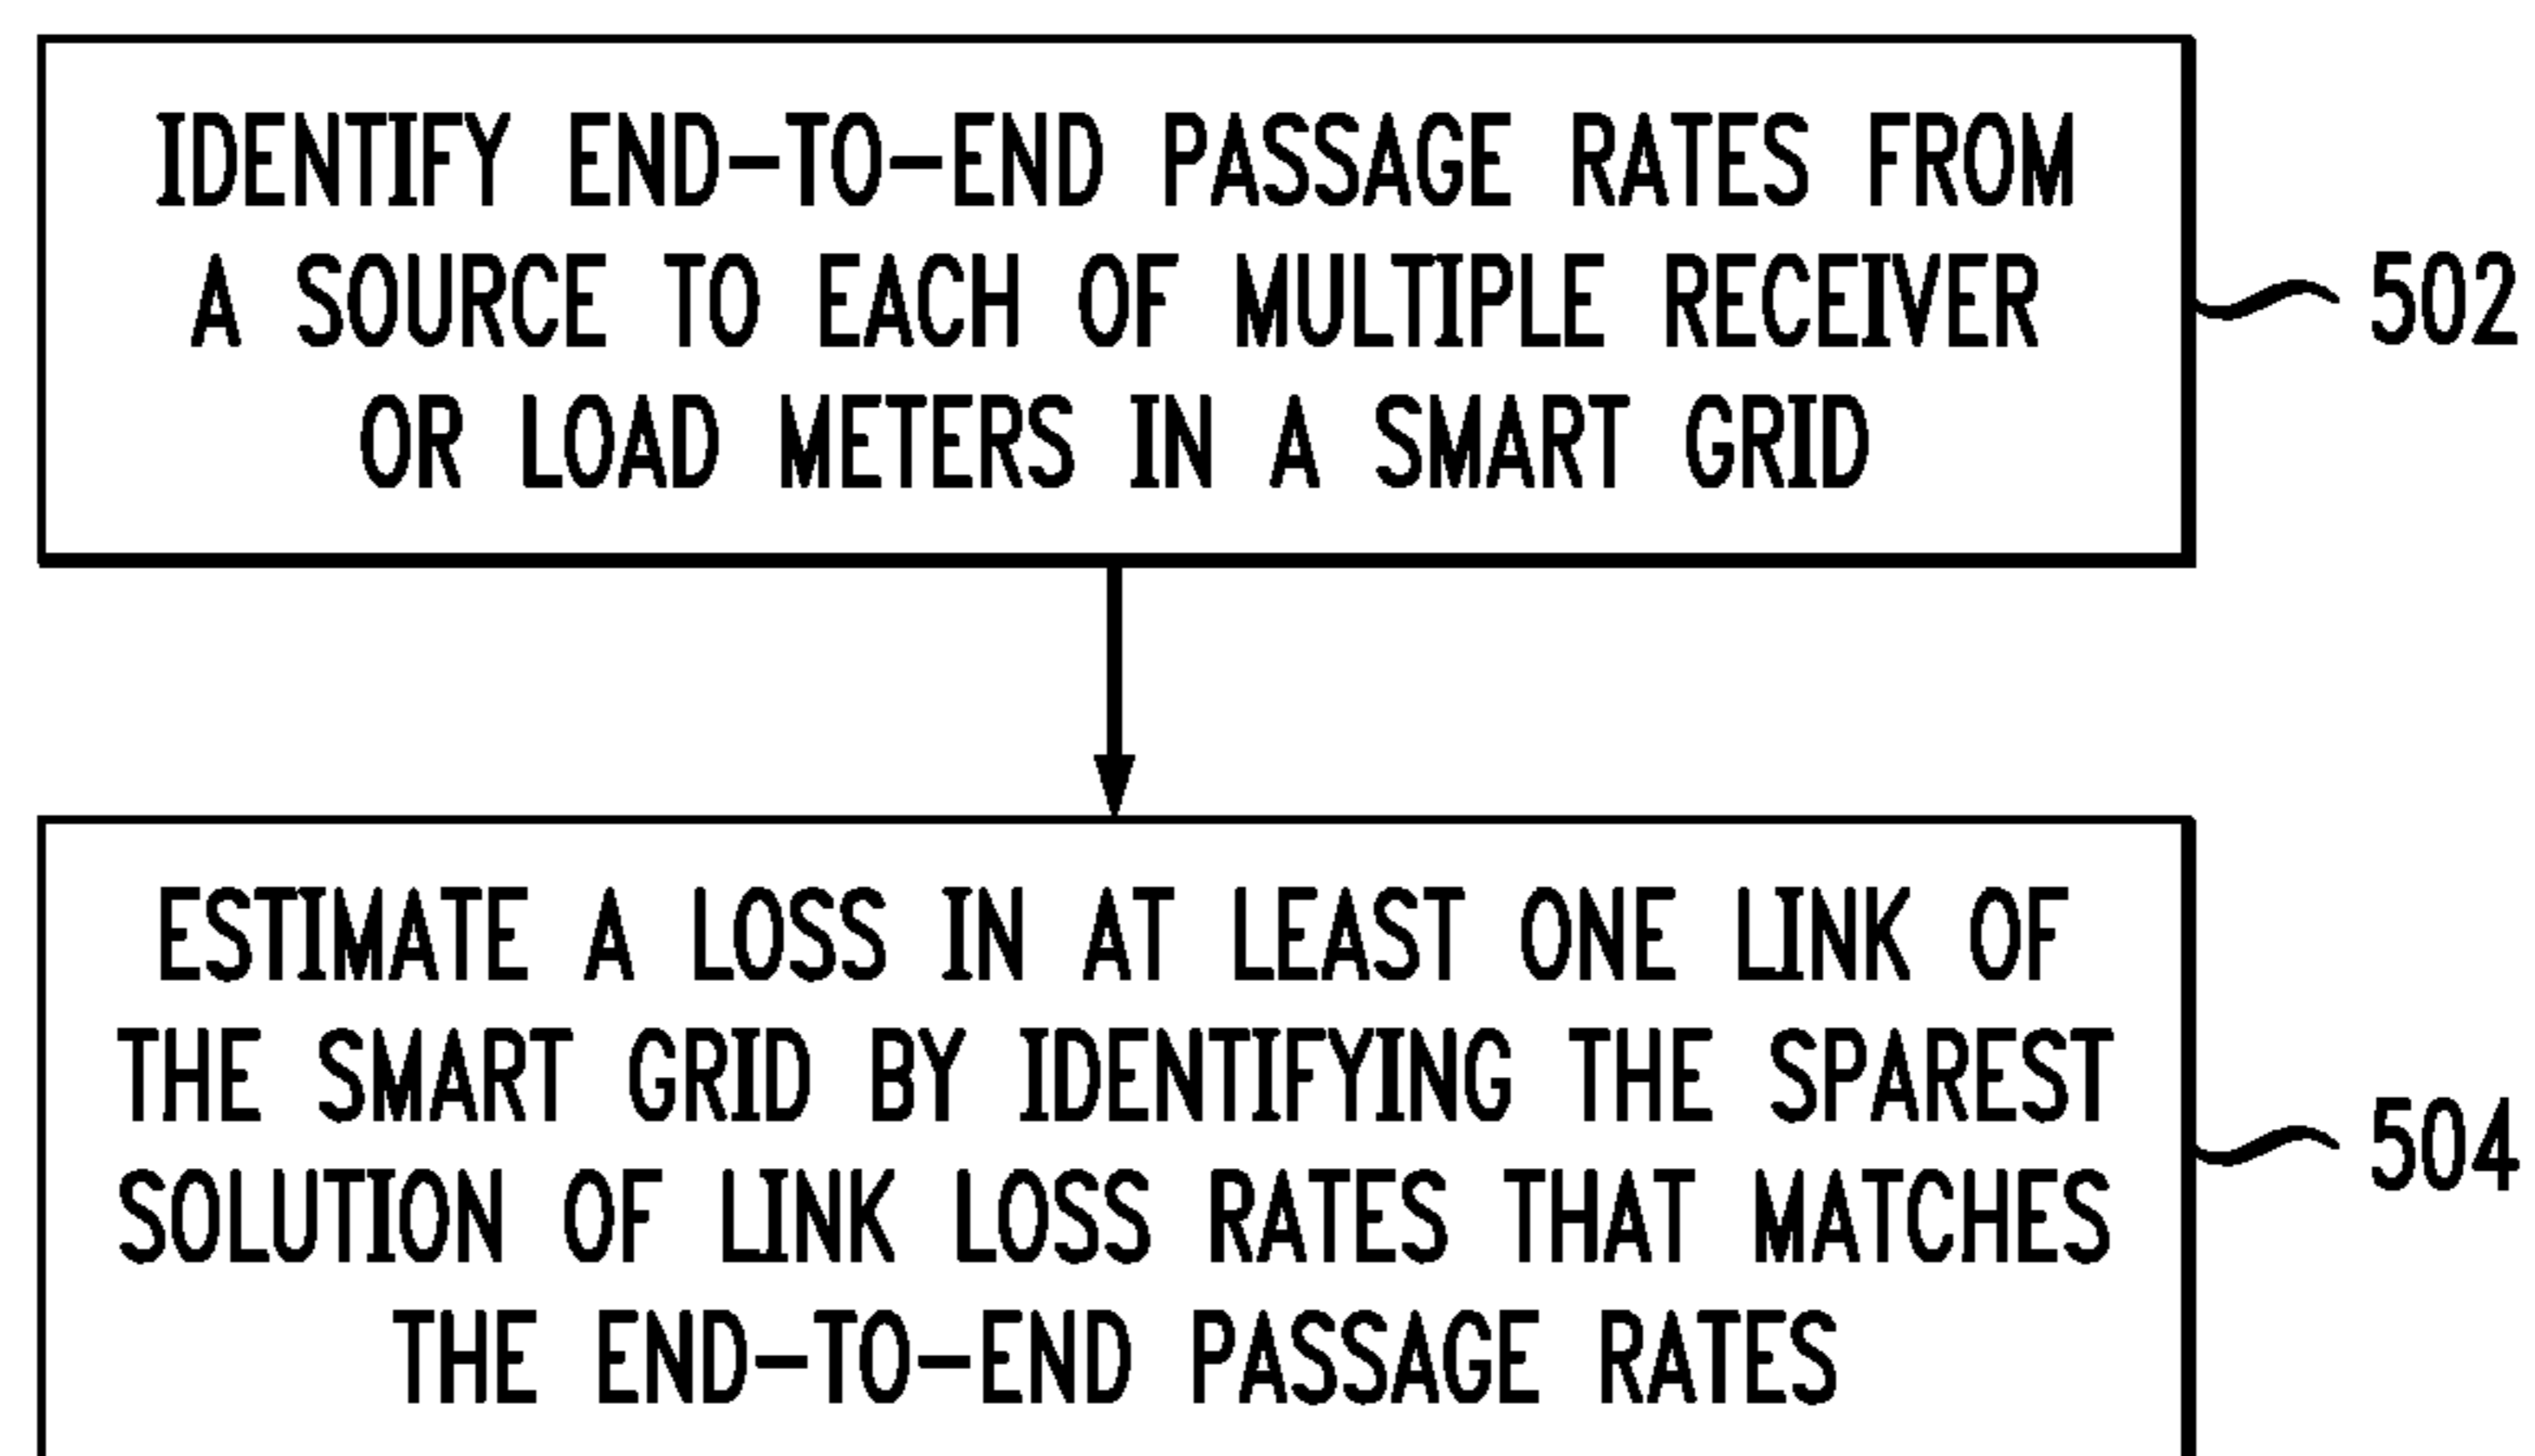 IDENTIFY END-TO-END PASSAGE RATES FROM
A SOURCE TO EACH OF MULTIPLE RECEIVER
OR LOAD METERS IN A SMART GRID
502
ESTIMATE A LOSS IN AT LEAST ONE LINK OF
THE SMART GRID BY IDENTIFYING THE SPAREST
SOLUTION OF LINK LOSS RATES THAT MATCHES
THE END-TO-END PASSAGE RATES
504